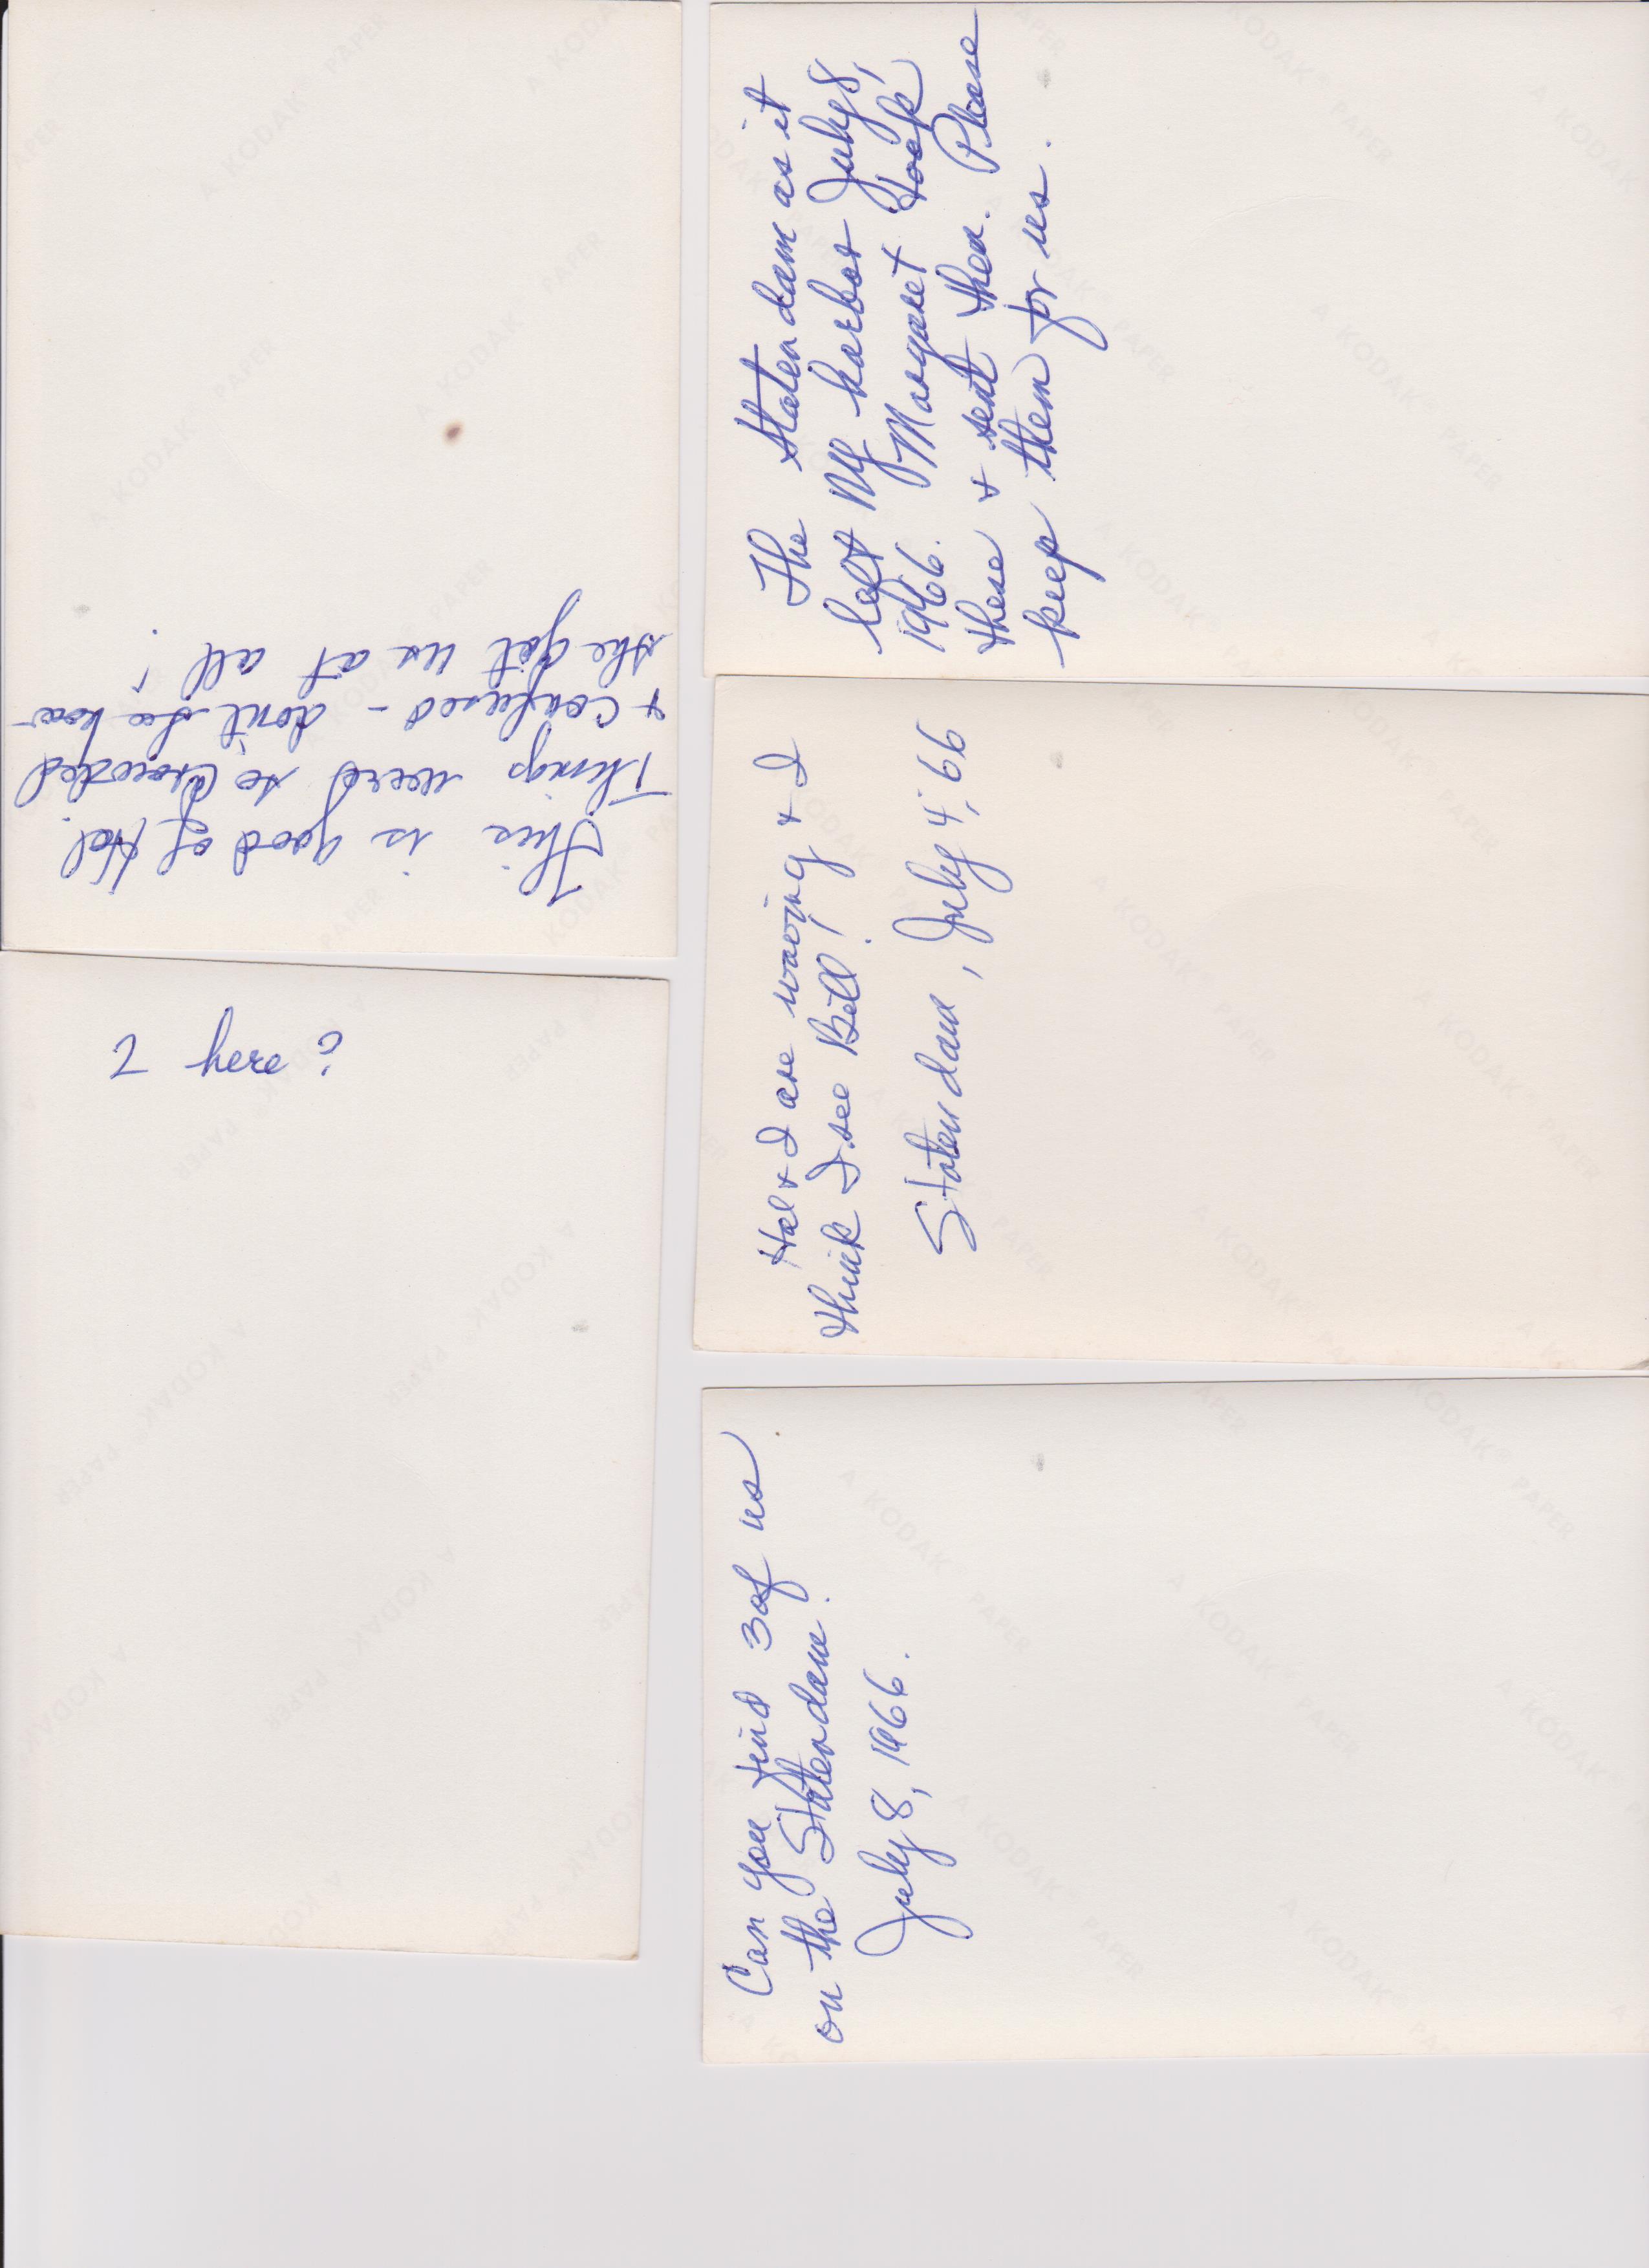 This is good of Hal.
Things were so crowded
& confused - don't see how
she got us at all!
2 here ?
The Statendam as it
left NY harbor July 8,
1966. Margaret took
these & sent them. Please
keep them for us.
Hal & I are waving & I
think I see Bill!
Statendam, July 4, 66
Can you find 3 of us
on the Statendam.
July 8, 1966.
A KODAK® PAPER